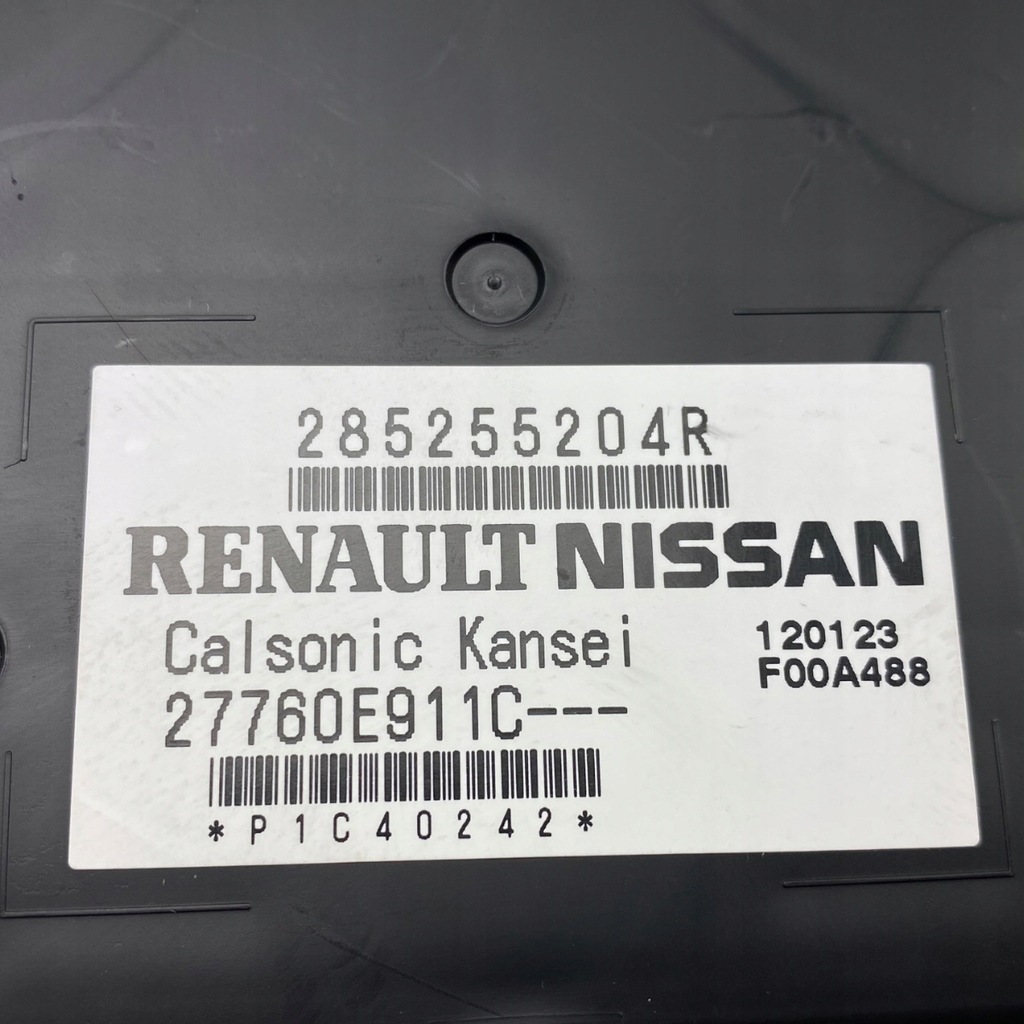 285255204R
RENAULT NISSAN
Calsonic Kansei
120123
27760E911C---
F00A488
*P1C40242*